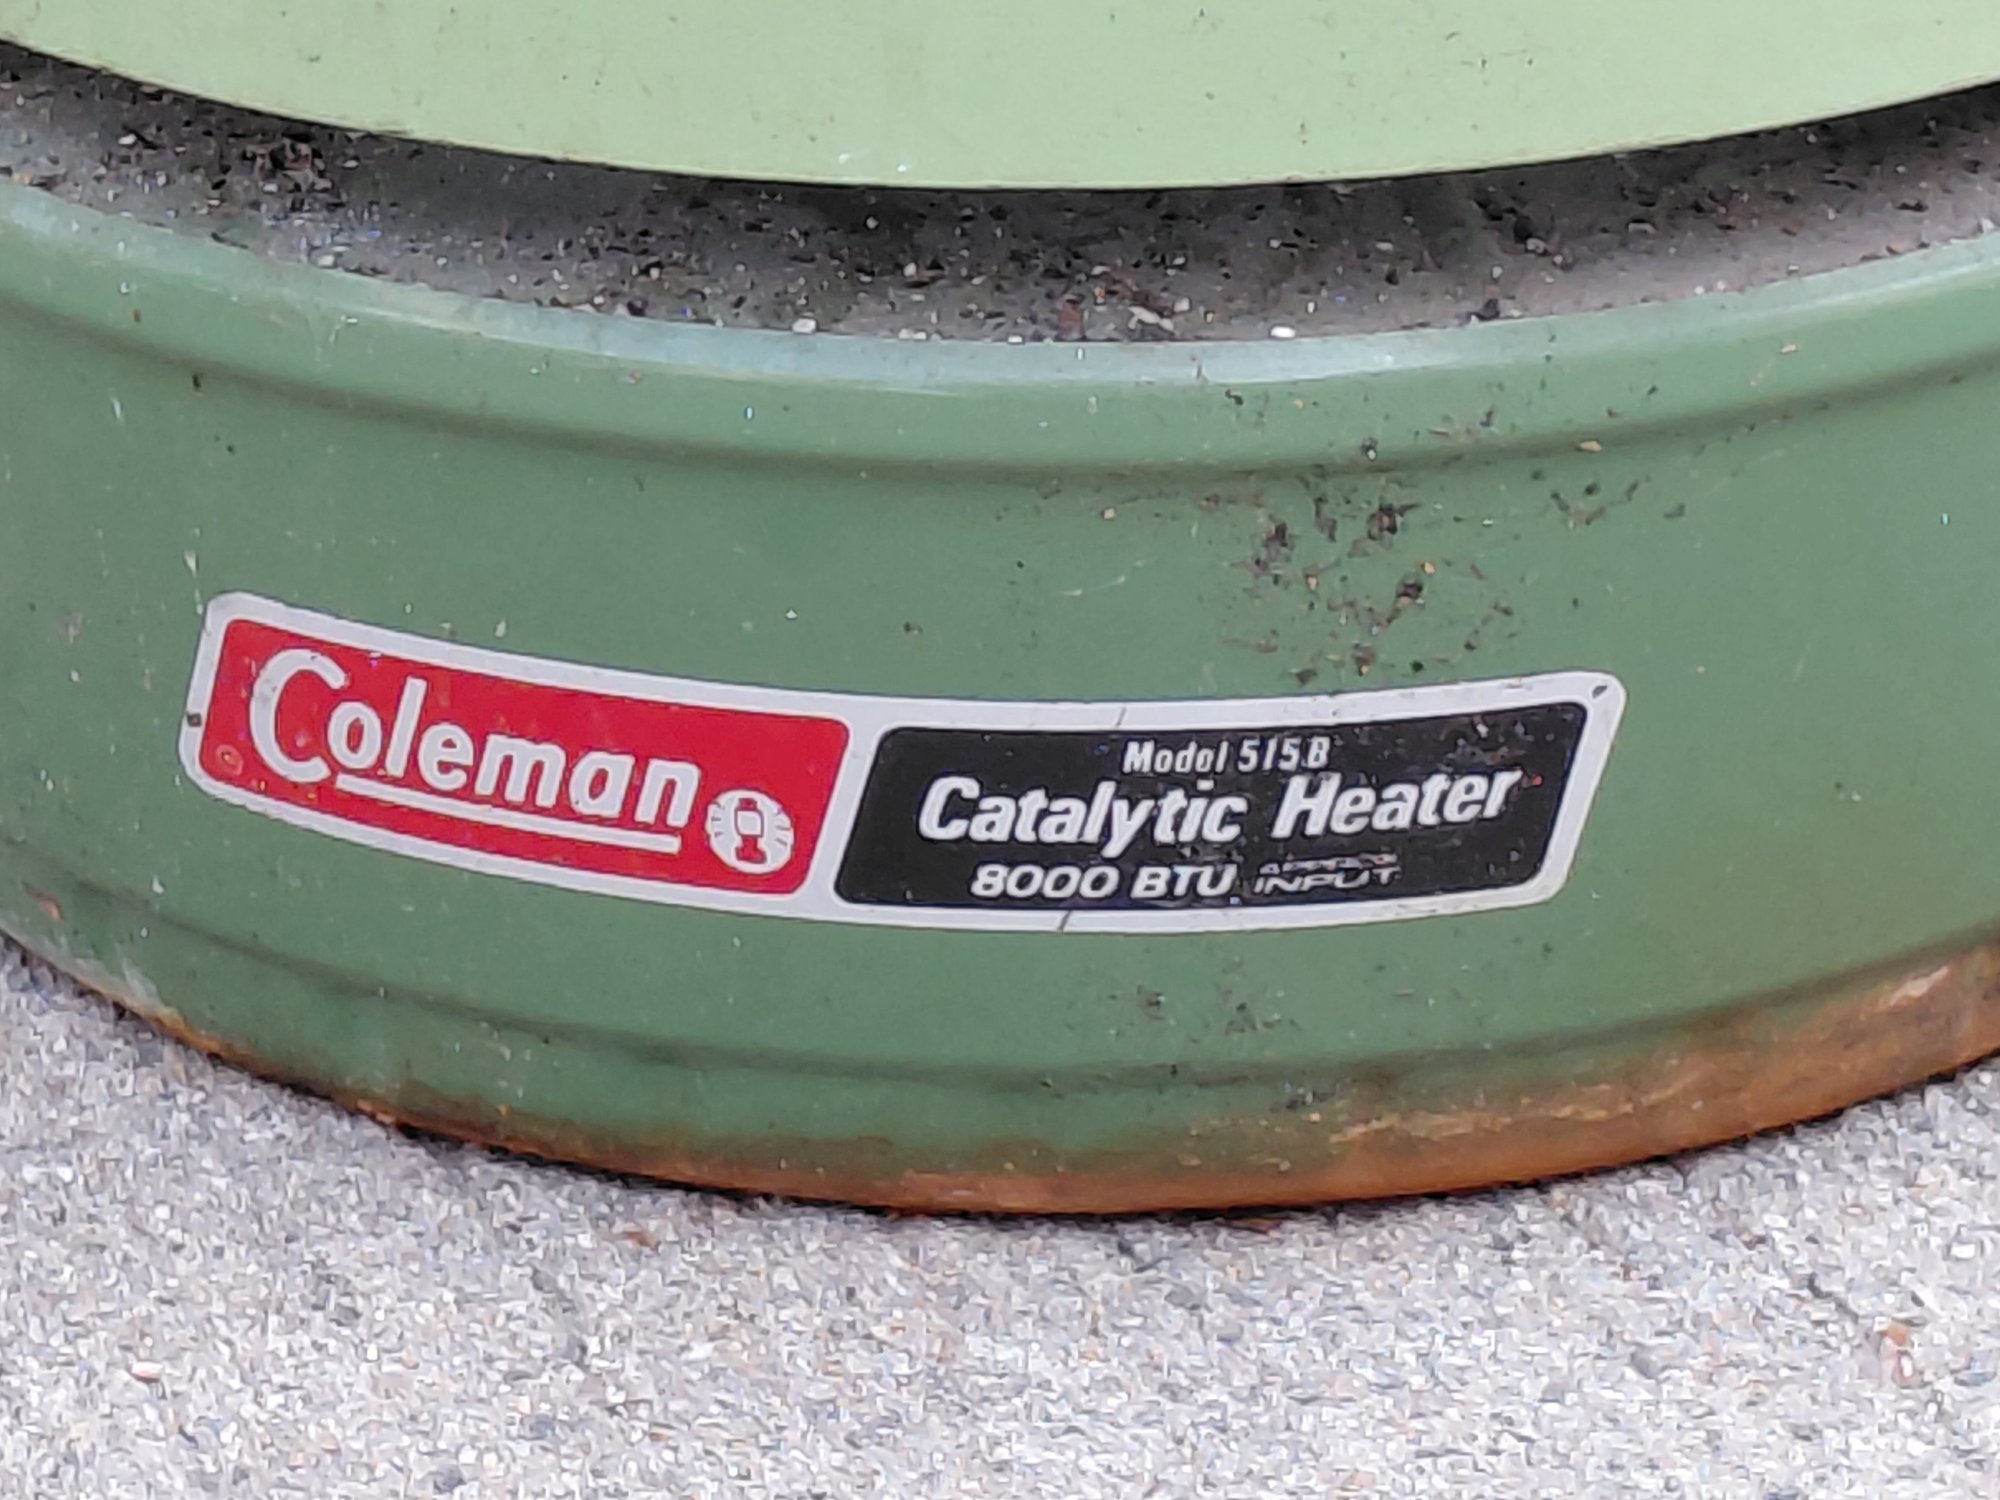 Coleman
Model 515B
Catalytic Heater
8000 BTU INPUT